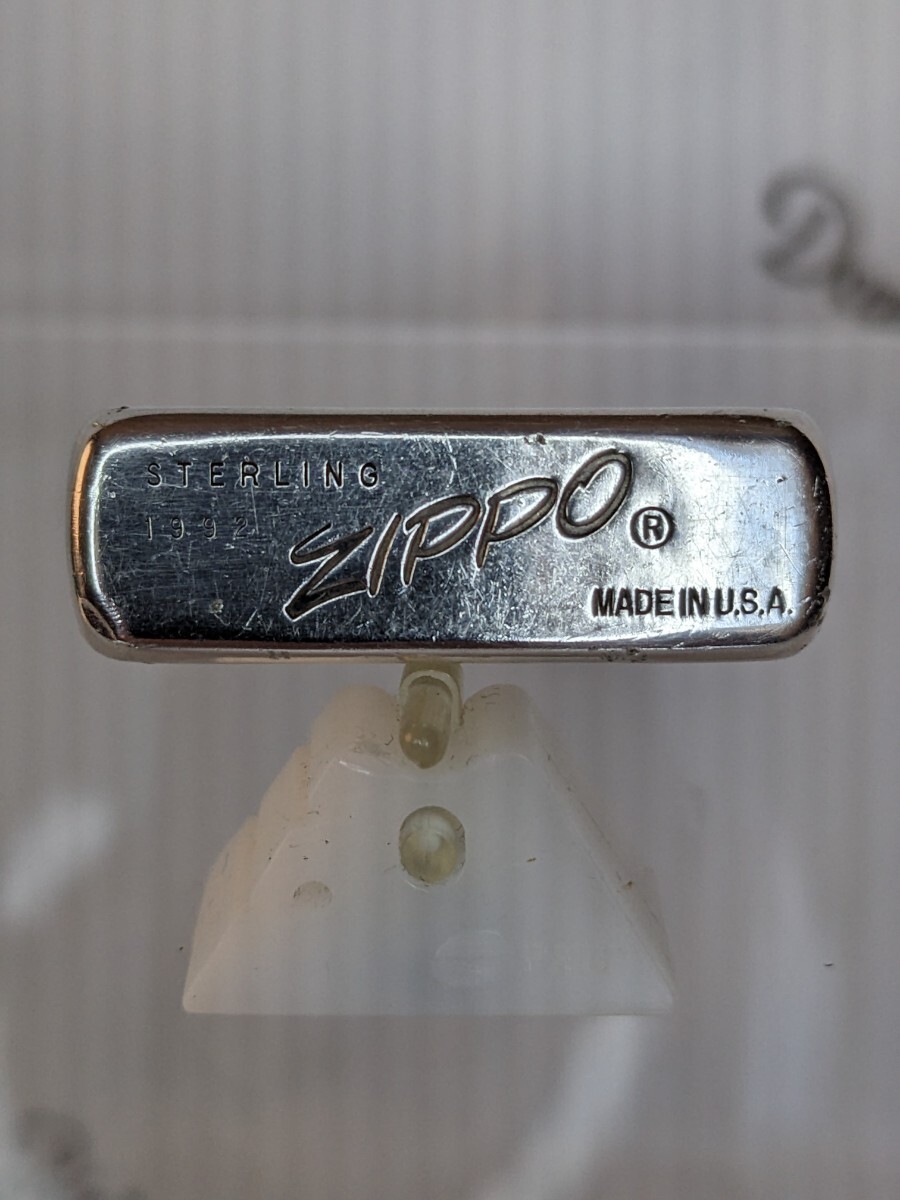 STERLING
1992
ZIPPO ®
MADE IN U.S.A.